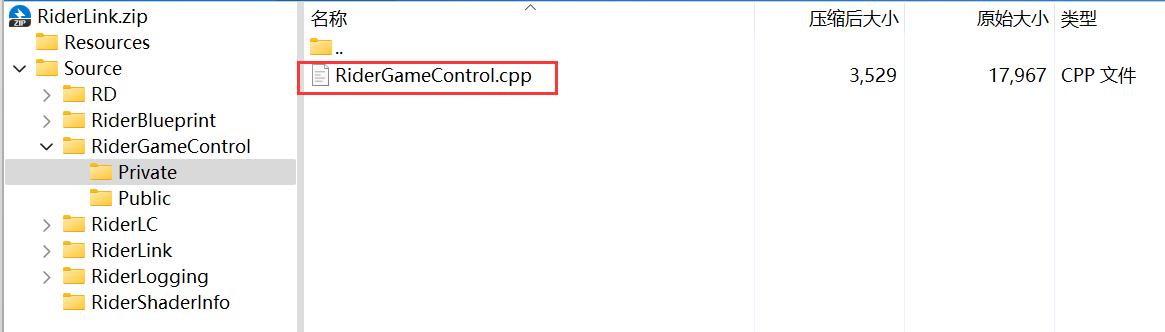 RiderLink.zip
Resources
Source
RD
RiderBlueprint
RiderGameControl
Private
Public
RiderLC
RiderLink
RiderLogging
RiderShaderInfo
名称 压缩后大小 原始大小 类型
..
RiderGameControl.cpp 3,529 17,967 CPP 文件